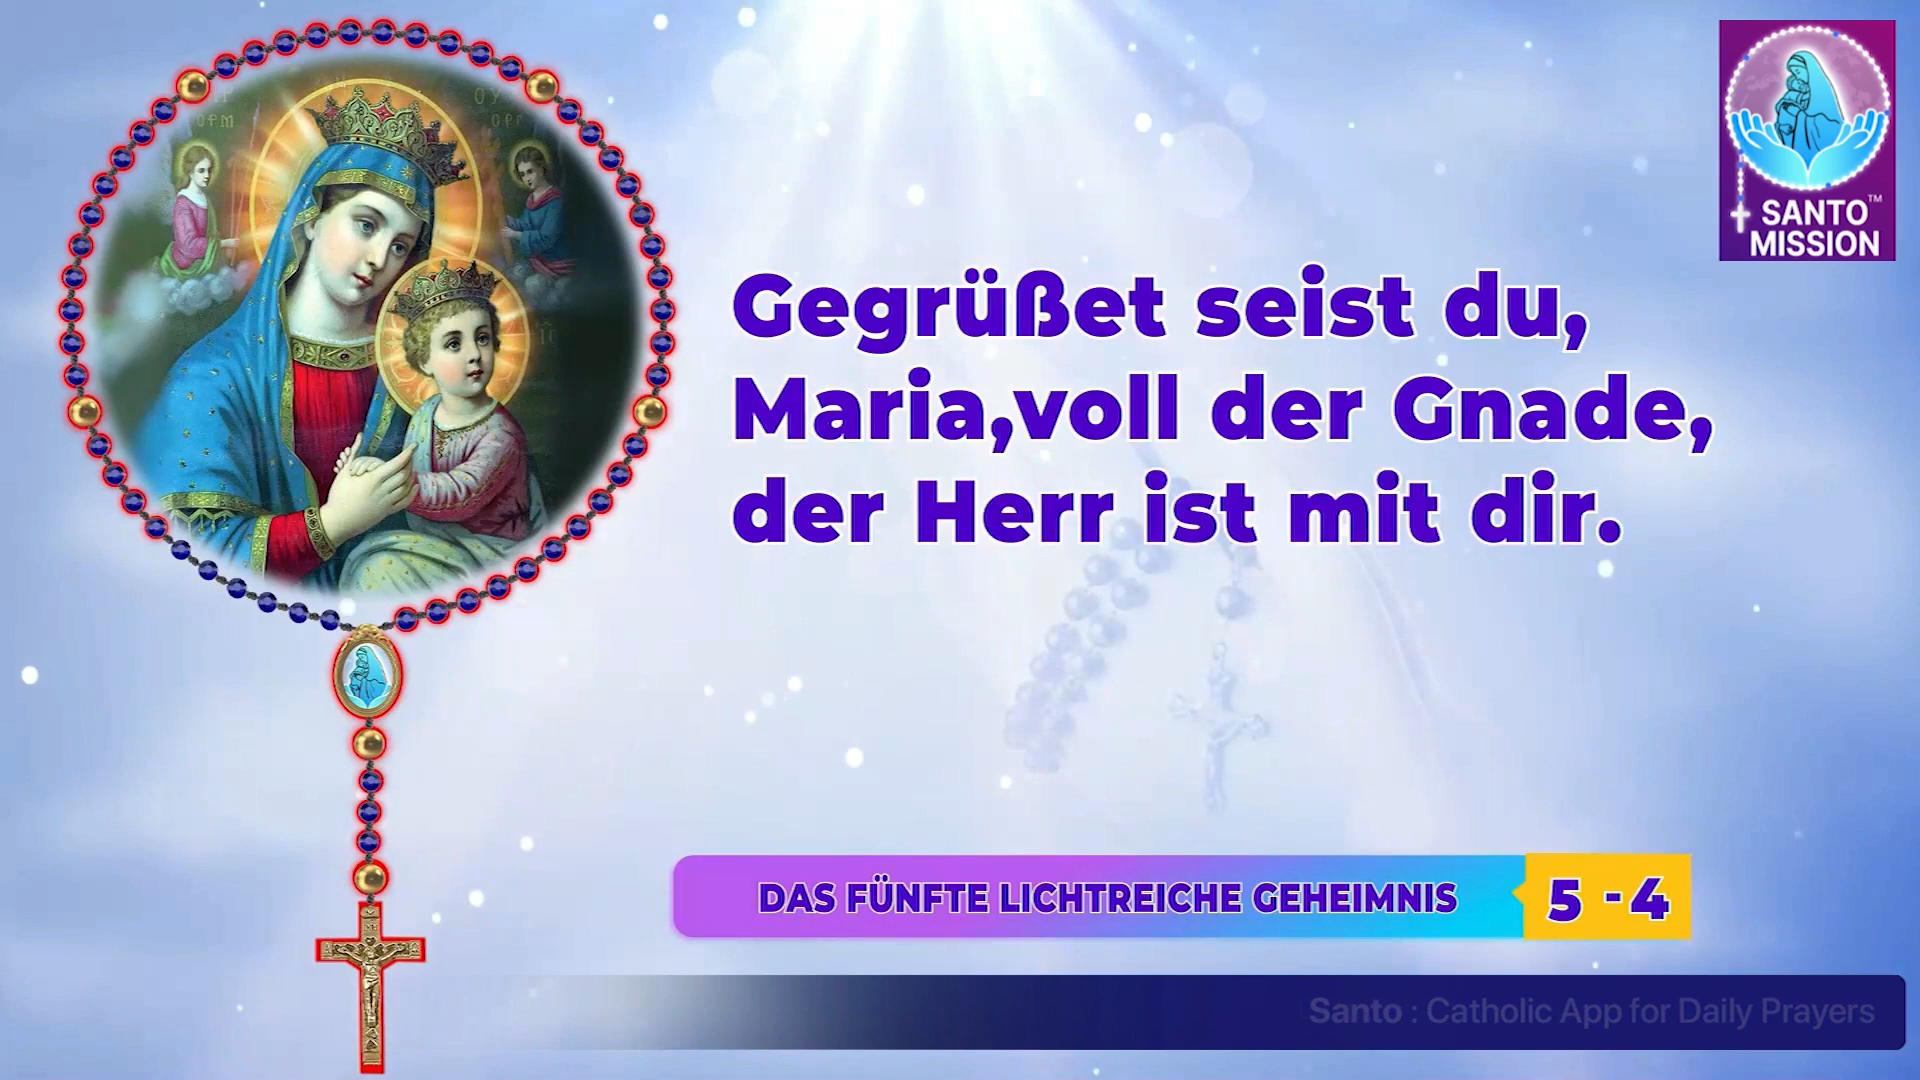 SANTO™
MISSION
Gegrüßet seist du,
Maria,voll der Gnade,
der Herr ist mit dir.
DAS FÜNFTE LICHTREICHE GEHEIMNIS
5 - 4
Santo : Catholic App for Daily Prayers